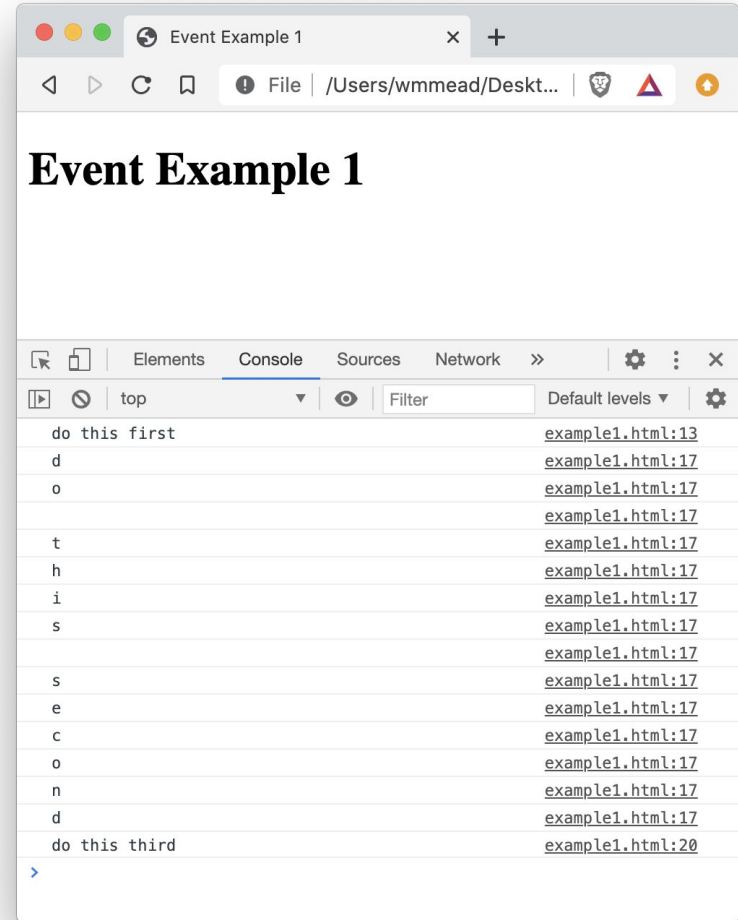 Event Example 1
File /Users/wmmead/Deskt...
Event Example 1
Elements Console Sources Network
top Filter Default levels
do this first example1.html:13
d example1.html:17
o example1.html:17
example1.html:17
t example1.html:17
h example1.html:17
i example1.html:17
s example1.html:17
example1.html:17
s example1.html:17
e example1.html:17
c example1.html:17
o example1.html:17
n example1.html:17
d example1.html:17
do this third example1.html:20